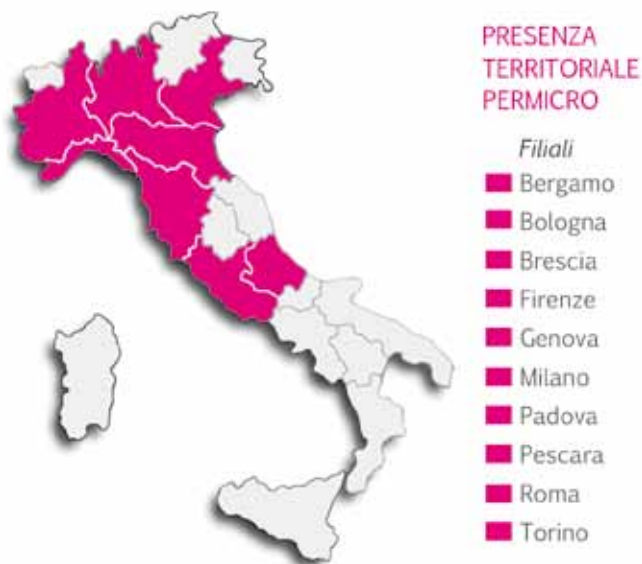 PRESENZA
TERRITORIALE
PERMICRO
Filiali
Bergamo
Bologna
Brescia
Firenze
Genova
Milano
Padova
Pescara
Roma
Torino